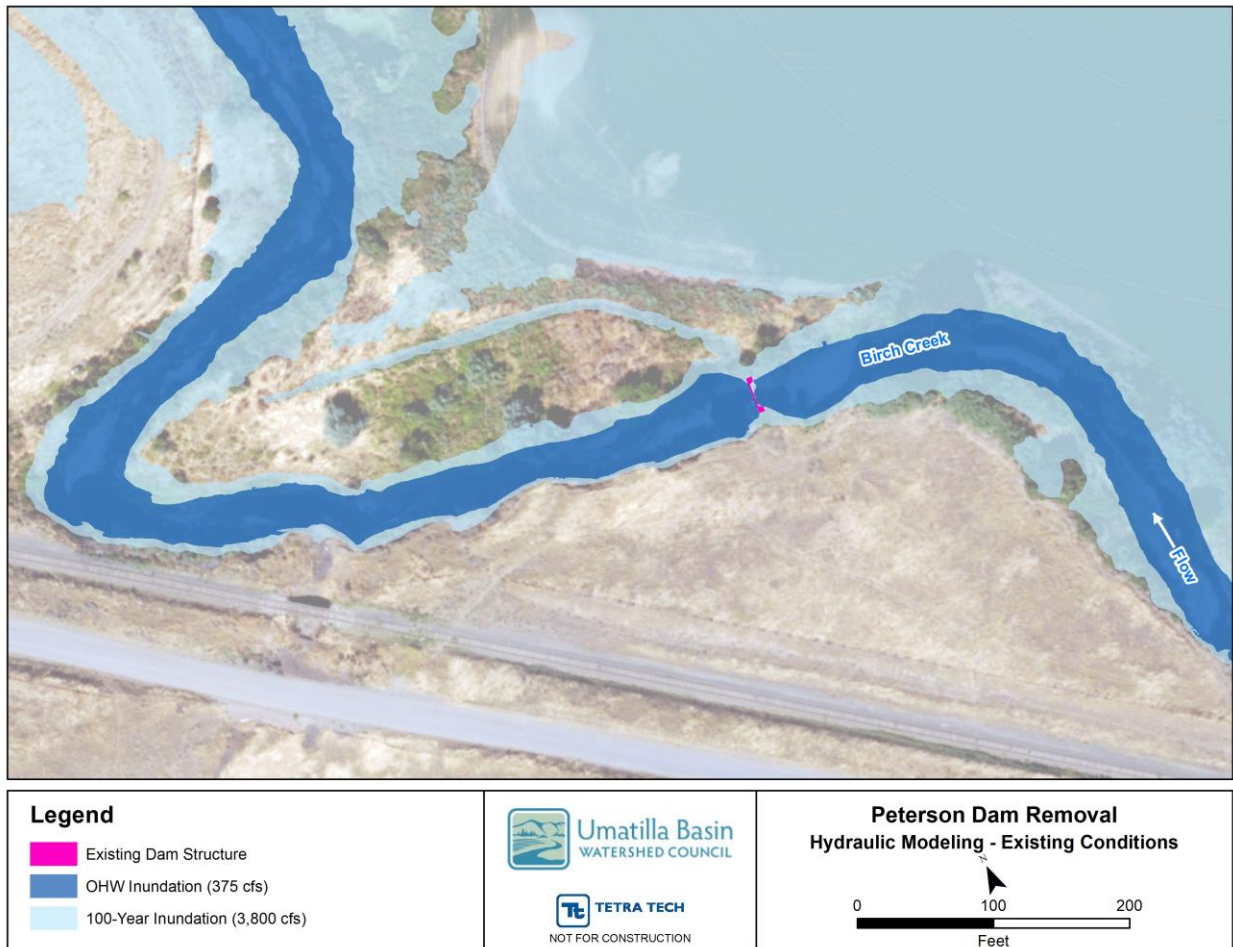 Birch Creek
Flow
Legend
Existing Dam Structure
OHW Inundation (375 cfs)
100-Year Inundation (3,800 cfs)
Umatilla Basin
WATERSHED COUNCIL
Tt TETRA TECH
NOT FOR CONSTRUCTION
Peterson Dam Removal
Hydraulic Modeling - Existing Conditions
N
0 100 200
Feet